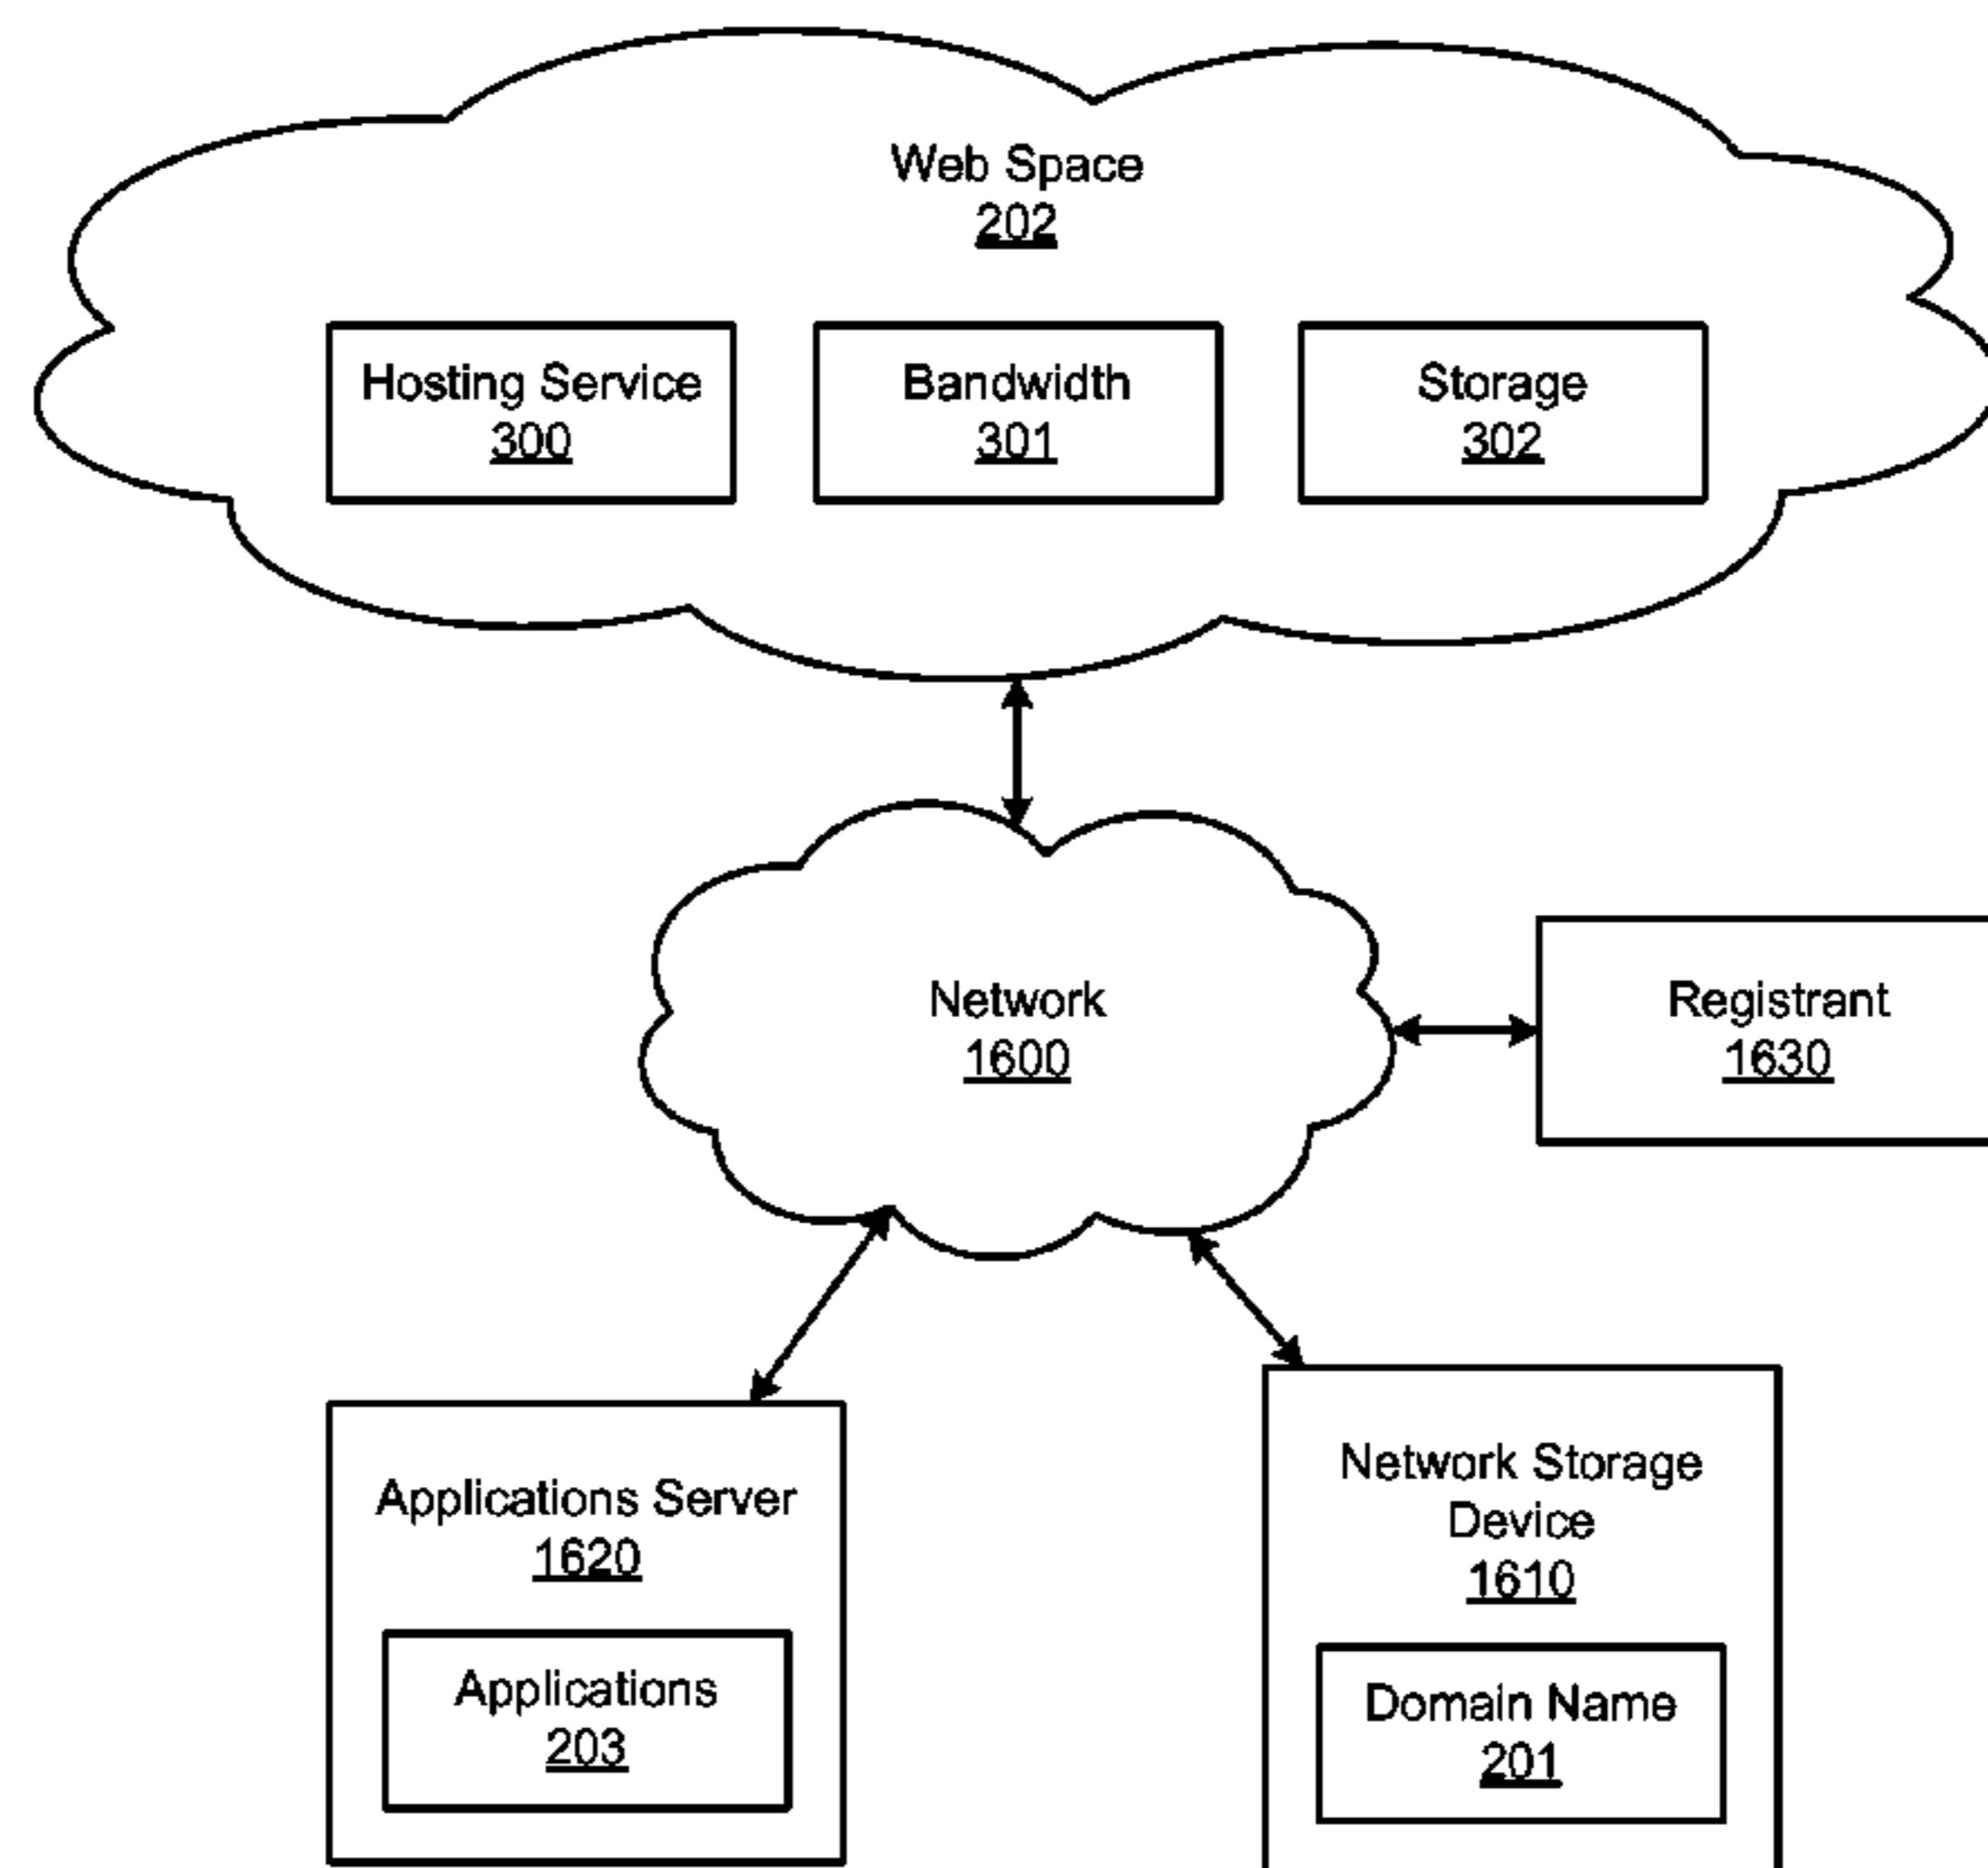 Web Space
202
Hosting Service
300
Bandwidth
301
Storage
302
Network
1600
Registrant
1630
Applications Server
1620
Applications
203
Network Storage
Device
1610
Domain Name
201